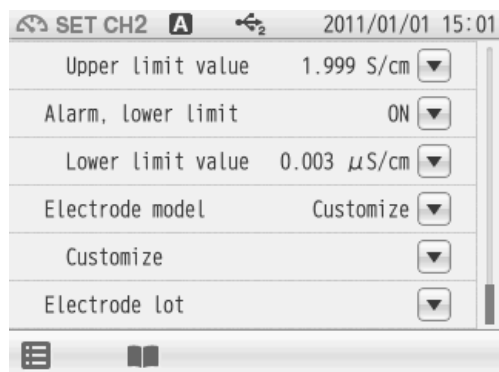 SET CH2 A 2 2011/01/01 15:01
Upper limit value 1.999 S/cm
Alarm, lower limit ON
Lower limit value 0.003 μS/cm
Electrode model Customize
Customize
Electrode lot